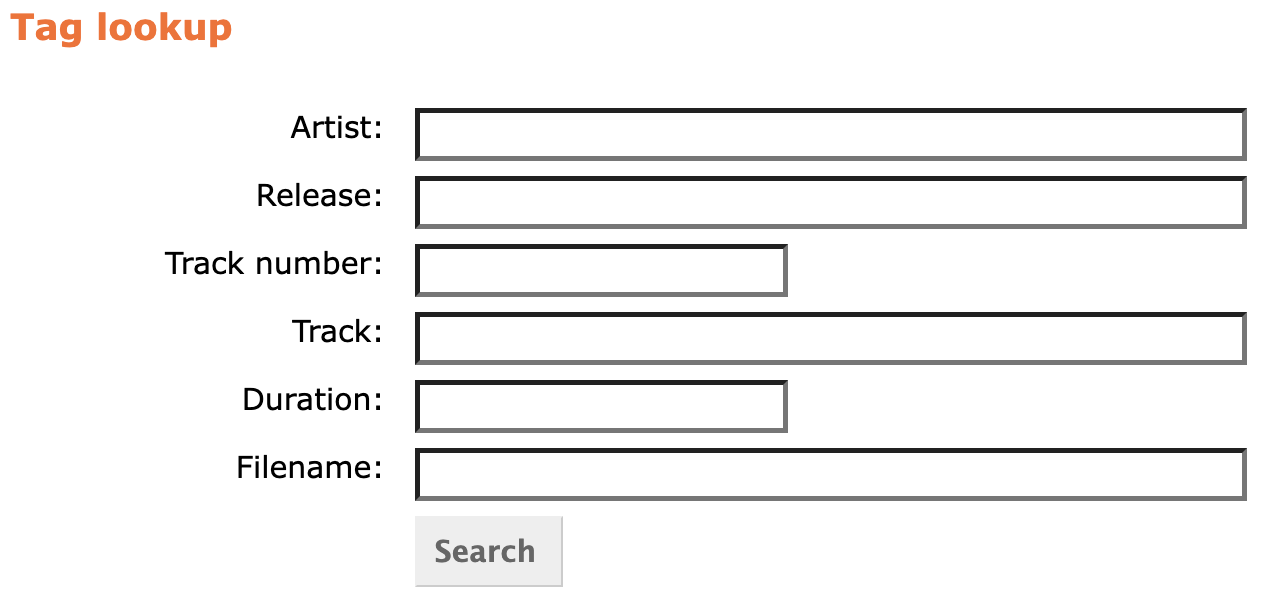 Tag lookup
Artist:
Release:
Track number:
Track:
Duration:
Filename:
Search